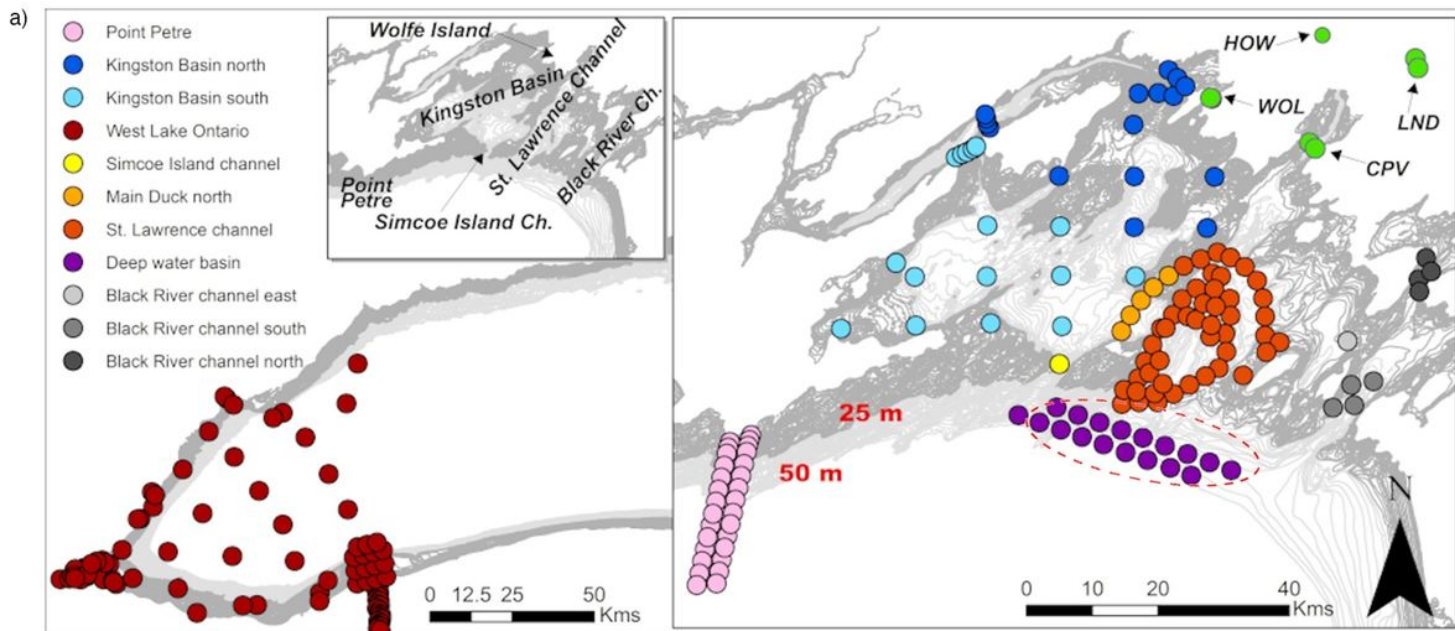 a)
Point Petre
Kingston Basin north
Kingston Basin south
West Lake Ontario
Simcoe Island channel
Main Duck north
St. Lawrence channel
Deep water basin
Black River channel east
Black River channel south
Black River channel north
Wolfe Island
Kingston Basin
St. Lawrence Channel
Black River Ch.
Point
Petre
Simcoe Island Ch.
HOW
WOL
LND
CPV
25 m
50 m
N
0 12.5 25 50
Kms
0 10 20 40
Kms